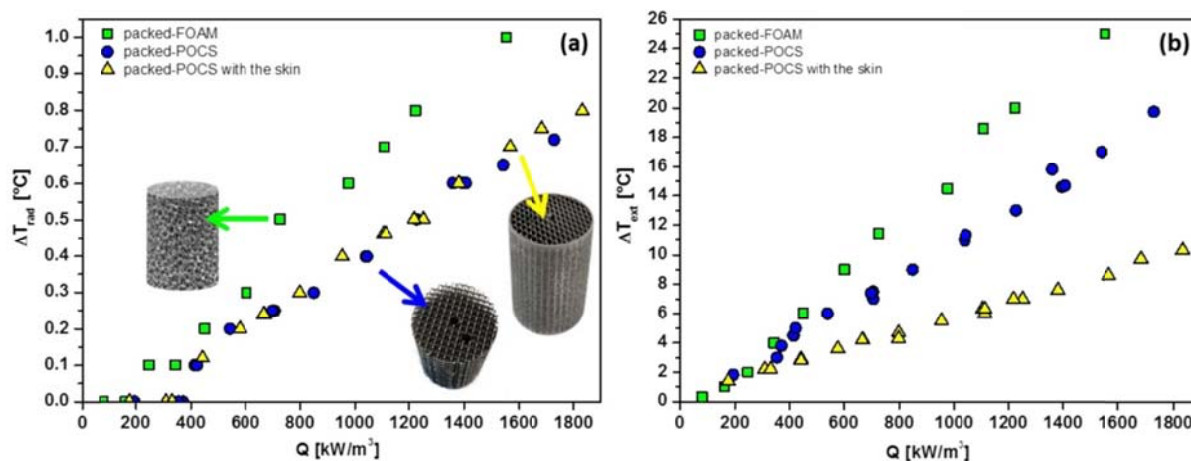 packed-FOAM
packed-POCS
packed-POCS with the skin
(a)
1.0
0.9
0.8
0.7
0.6
0.5
0.4
0.3
0.2
0.1
0.0
ΔT_rad [°C]
0 200 400 600 800 1000 1200 1400 1600 1800
Q [kW/m³]
packed-FOAM
packed-POCS
packed-POCS with the skin
(b)
26
24
22
20
18
16
14
12
10
8
6
4
2
0
ΔT_ext [°C]
0 200 400 600 800 1000 1200 1400 1600 1800
Q [kW/m³]